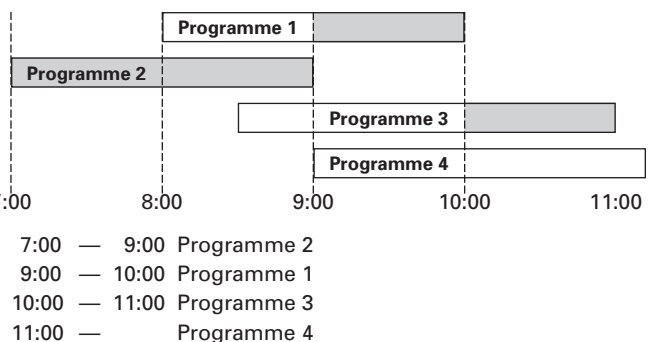 Programme 1
Programme 2
Programme 3
Programme 4
:00 8:00 9:00 10:00 11:00
7:00 — 9:00 Programme 2
9:00 — 10:00 Programme 1
10:00 — 11:00 Programme 3
11:00 — Programme 4